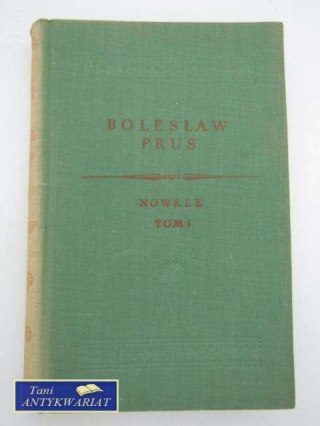 BOLESŁAW
PRUS
NOWELE
TOM I
Tani
ANTYKWARIAT